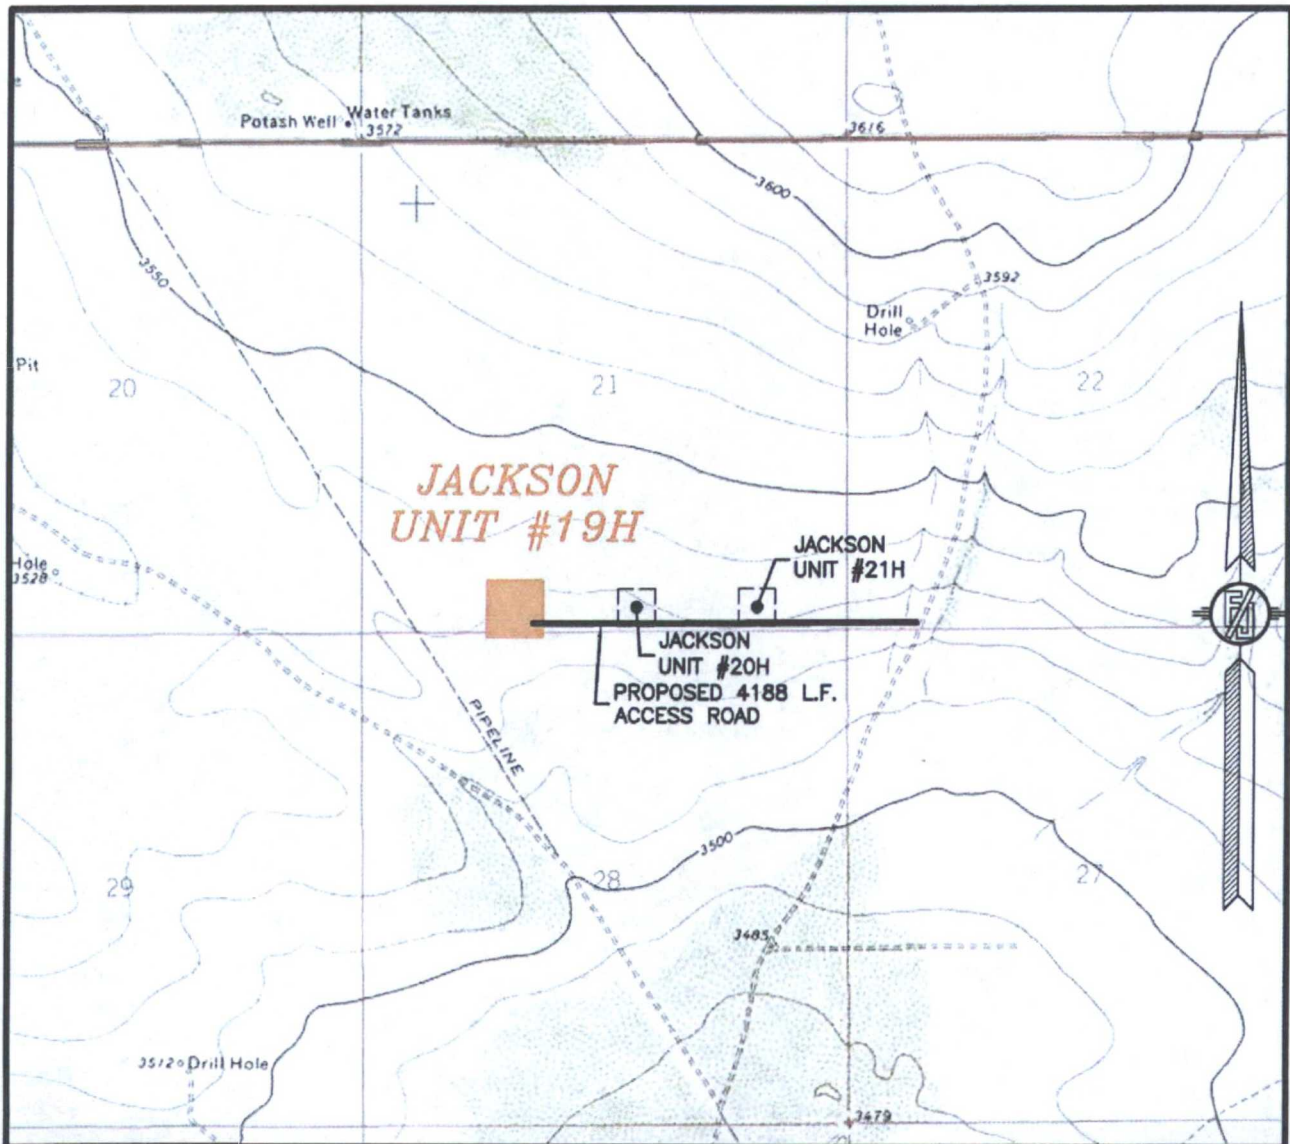 Potash Well
Water Tanks
3572
3616
3600
3550
3592
Drill
Hole
Pit
20
21
22
JACKSON
UNIT #19H
JACKSON
UNIT #21H
Hole
3528
JACKSON
UNIT #20H
PROPOSED 4188 L.F.
ACCESS ROAD
PIPELINE
3500
29
28
27
3485
3512 Drill Hole
3479